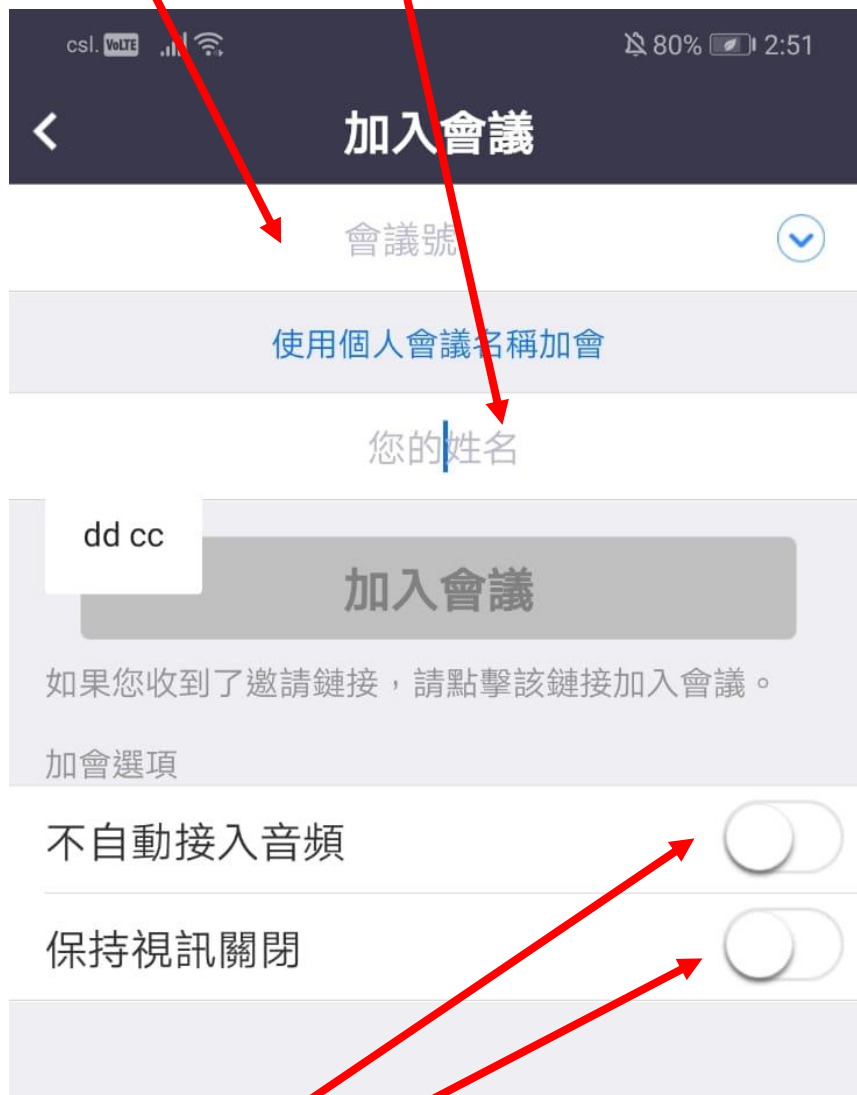 csl. VoLTE 80% 2:51
加入會議
會議號
使用個人會議名稱加會
您的姓名
dd cc
加入會議
如果您收到了邀請鏈接，請點擊該鏈接加入會議。
加會選項
不自動接入音頻
保持視訊關閉